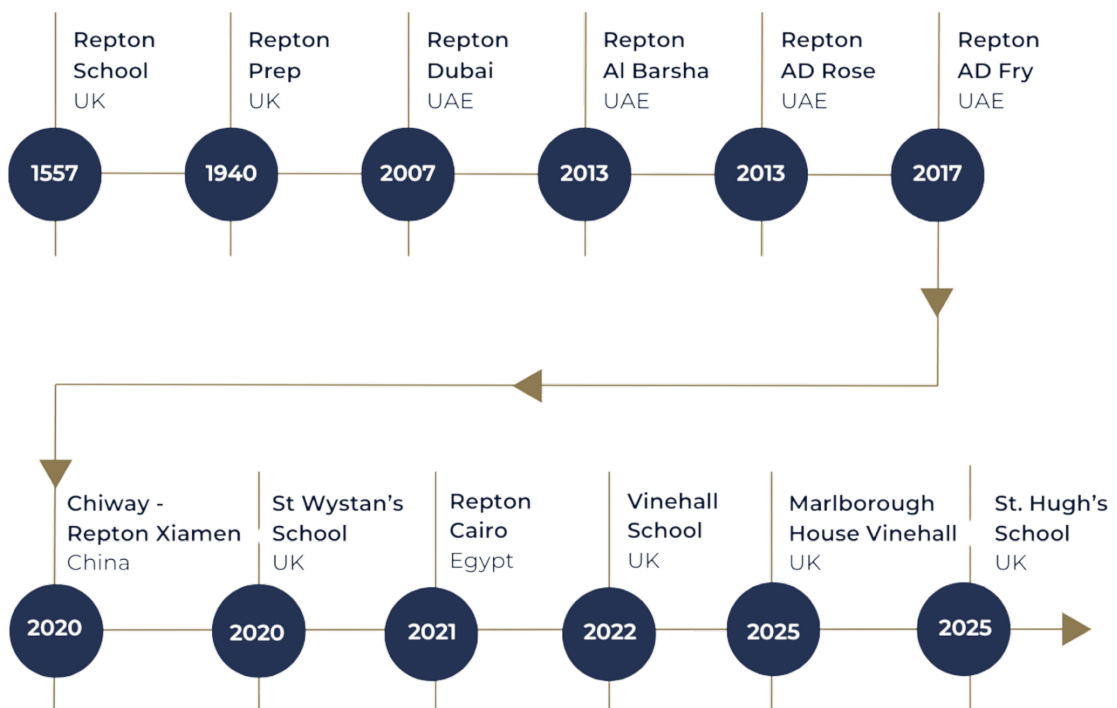 Repton
School
UK
1557
Repton
Prep
UK
1940
Repton
Dubai
UAE
2007
Repton
Al Barsha
UAE
2013
Repton
AD Rose
UAE
2013
Repton
AD Fry
UAE
2017
Chiway -
Repton Xiamen
China
2020
St Wystan’s
School
UK
2020
Repton
Cairo
Egypt
2021
Vinehall
School
UK
2022
Marlborough
House Vinehall
UK
2025
St. Hugh’s
School
UK
2025